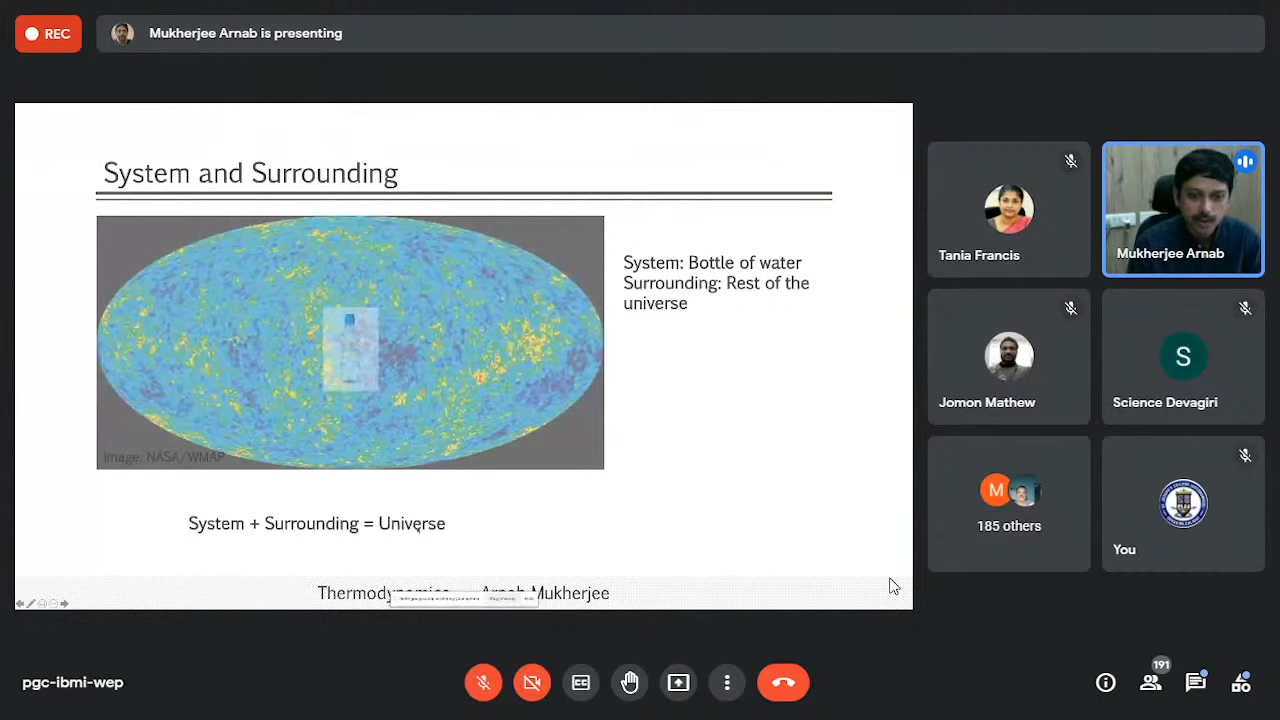 REC
Mukherjee Arnab is presenting
System and Surrounding
System: Bottle of water
Surrounding: Rest of the
universe
Image: NASA/WMAP
System + Surrounding = Universe
Thermodynamics
Arnab Mukherjee
Tania Francis
Mukherjee Arnab
Jomon Mathew
S
Science Devagiri
M
185 others
You
pgc-ibmi-wep
CC
191